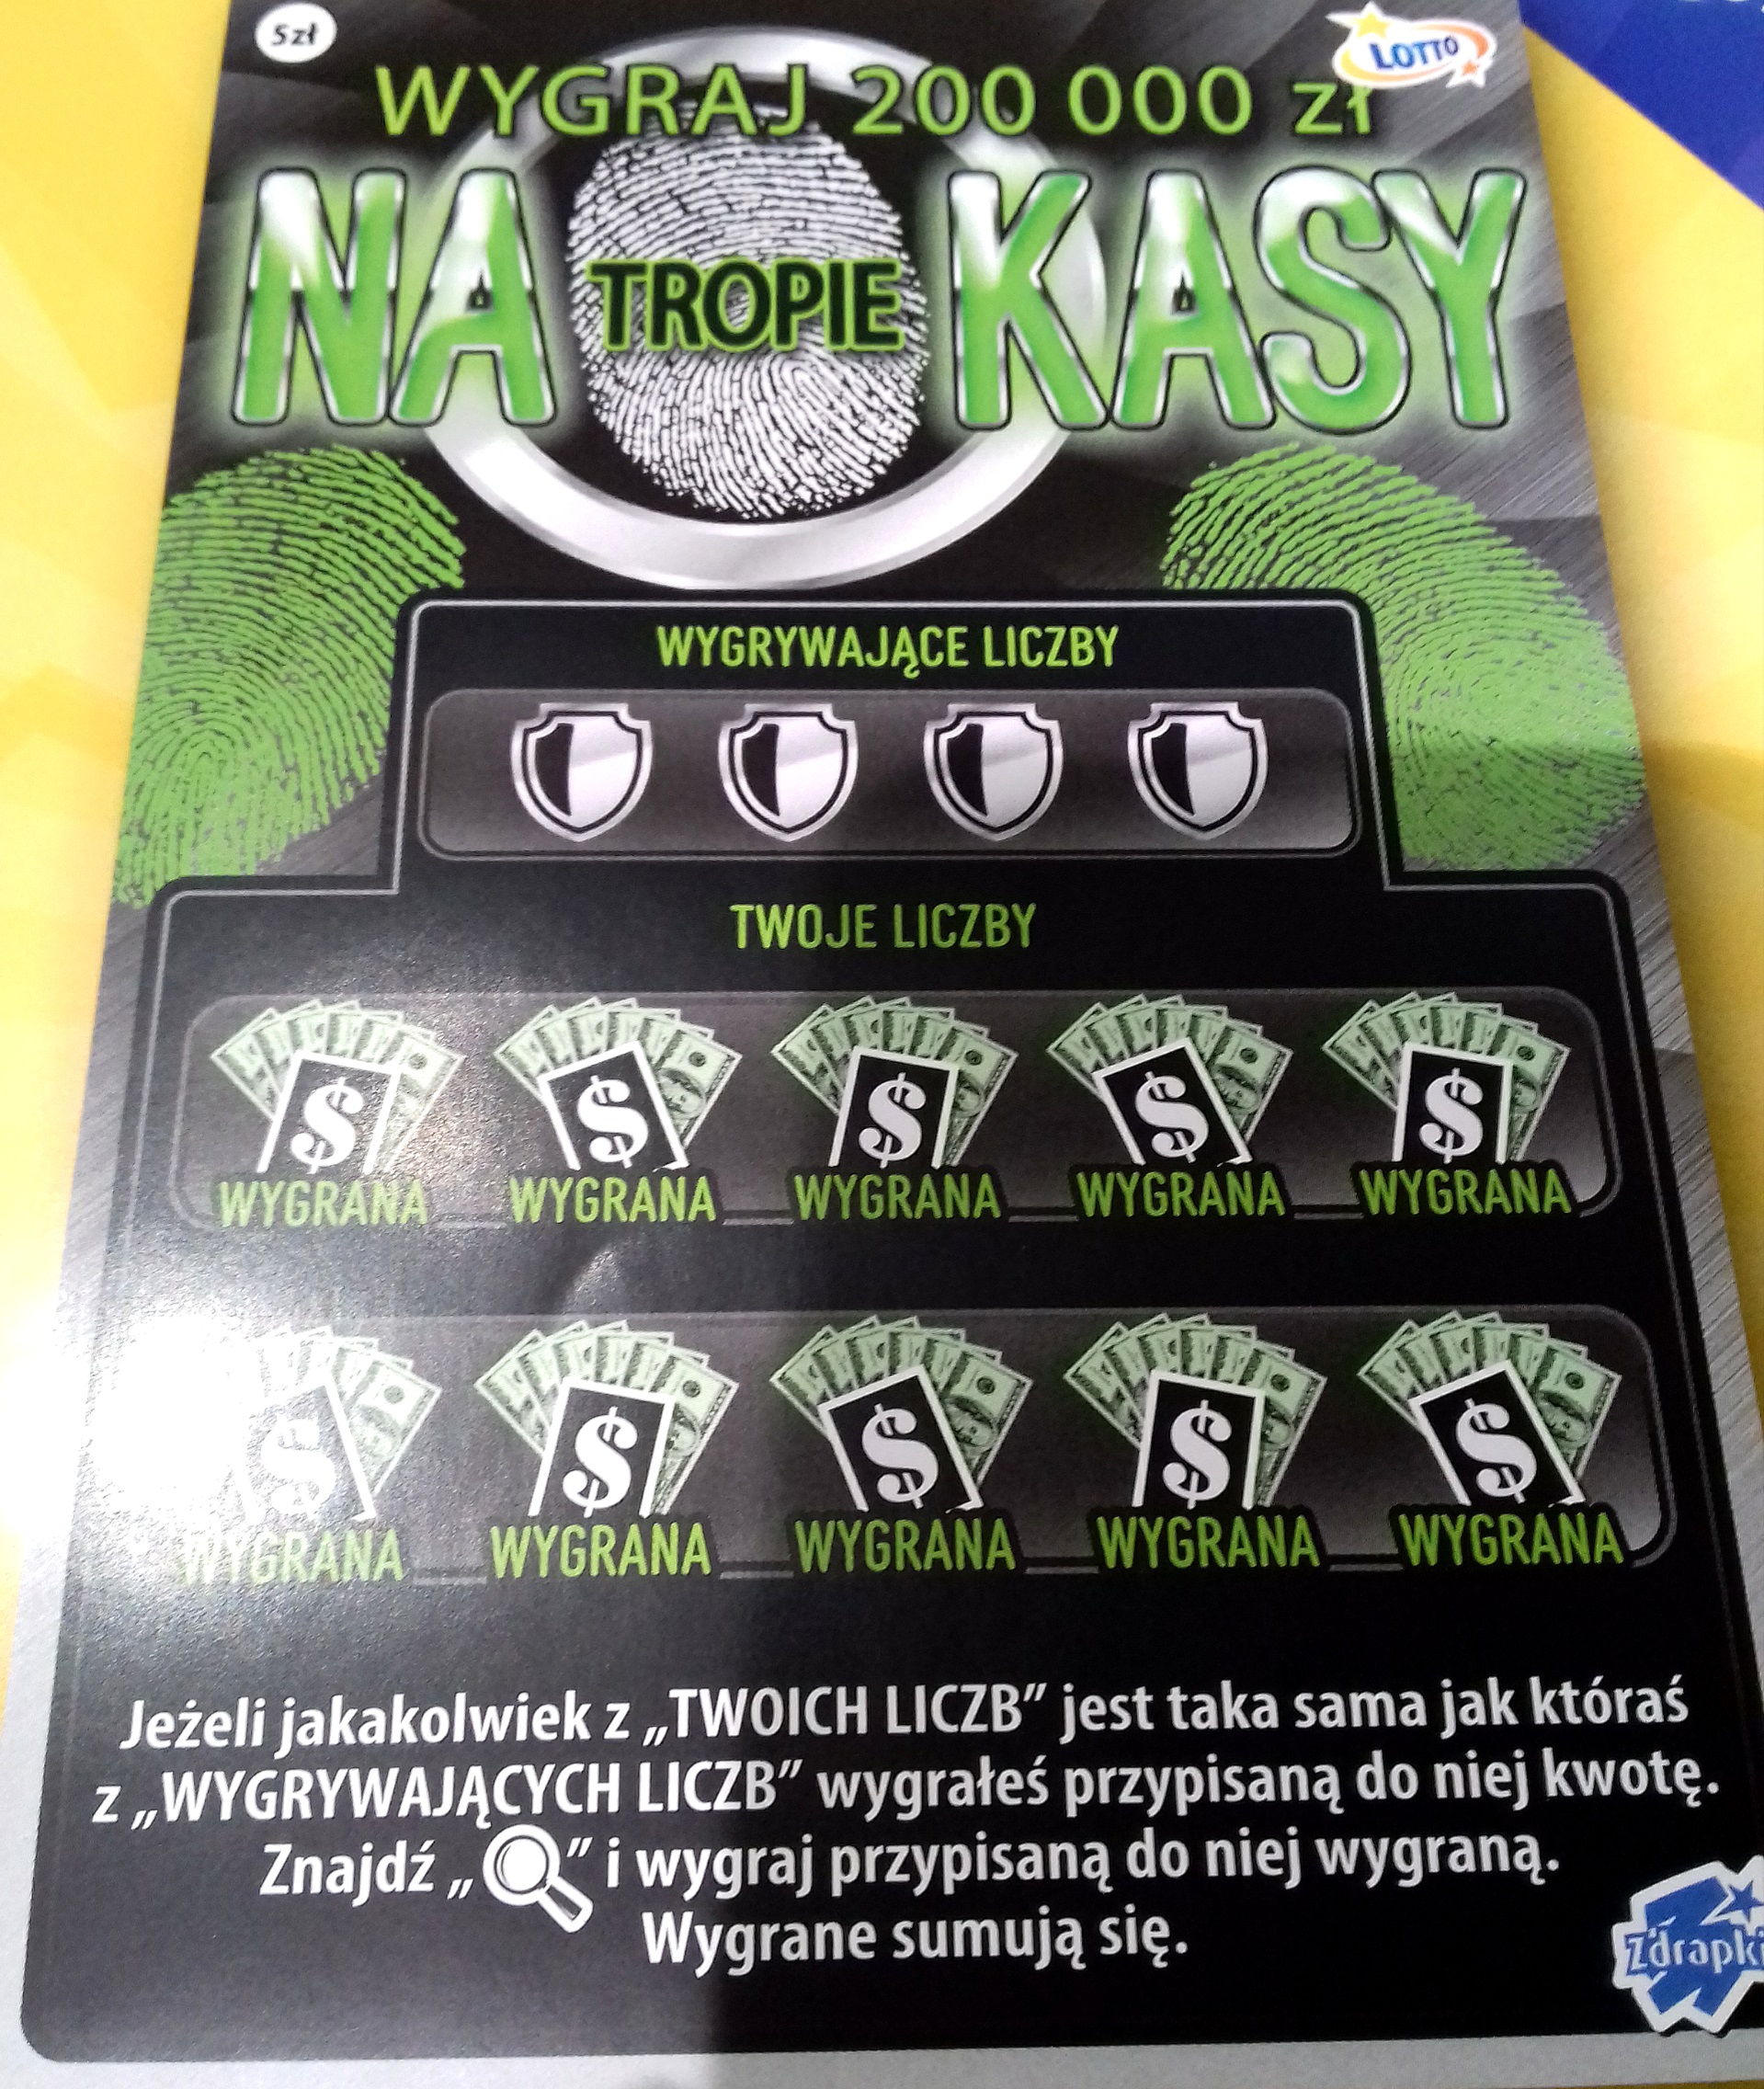 5zł
LOTTO
WYGRAJ 200 000 zł
NA TROPIE KASY
WYGRYWAJĄCE LICZBY
TWOJE LICZBY
$ $ $ $ $
WYGRANA WYGRANA WYGRANA WYGRANA WYGRANA
$ $ $ $ $
WYGRANA WYGRANA WYGRANA WYGRANA WYGRANA
Jeżeli jakakolwiek z „TWOICH LICZB” jest taka sama jak któraś
z „WYGRYWAJĄCYCH LICZB” wygrałeś przypisaną do niej kwotę.
Znajdź „ ” i wygraj przypisaną do niej wygraną.
Wygrane sumują się.
Zdrapki